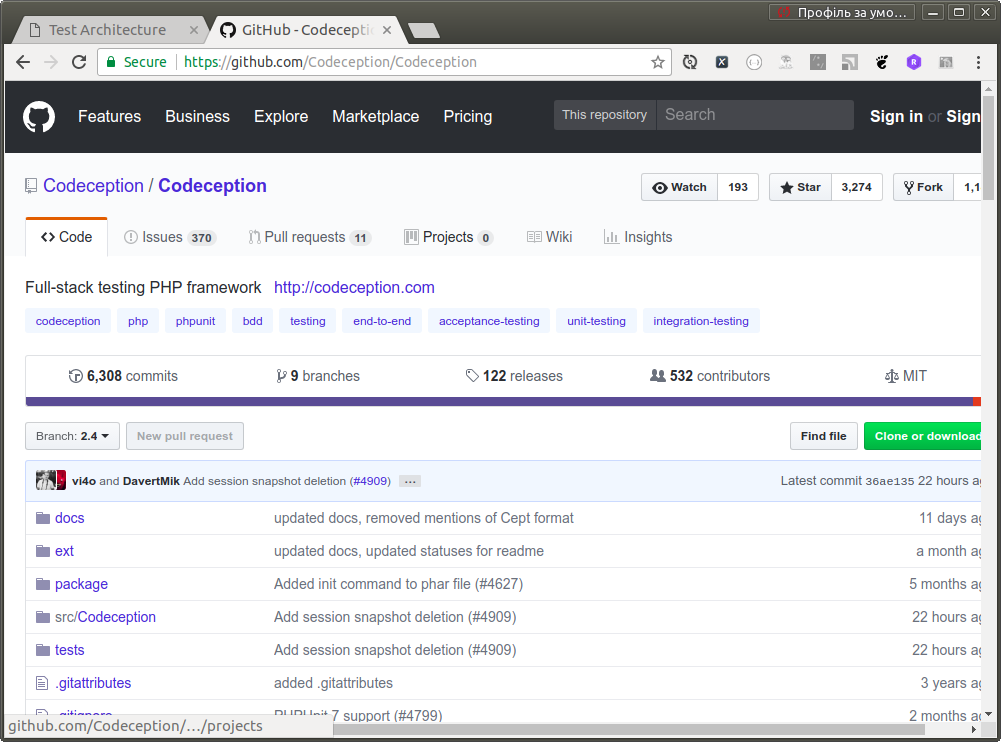 Профіль за умо...
Test Architecture
GitHub - Codecepti
Secure https://github.com/Codeception/Codeception
Features Business Explore Marketplace Pricing This repository Search Sign in or Sign
Codeception / Codeception
Watch 193 Star 3,274 Fork 1,1
Code Issues 370 Pull requests 11 Projects 0 Wiki Insights
Full-stack testing PHP framework http://codeception.com
codeception php phpunit bdd testing end-to-end acceptance-testing unit-testing integration-testing
6,308 commits 9 branches 122 releases 532 contributors MIT
Branch: 2.4 New pull request Find file Clone or download
vi4o and DavertMik Add session snapshot deletion (#4909) ... Latest commit 36ae135 22 hours ag
docs updated docs, removed mentions of Cept format 11 days ag
ext updated docs, updated statuses for readme a month ag
package Added init command to phar file (#4627) 5 months ag
src/Codeception Add session snapshot deletion (#4909) 22 hours ag
tests Add session snapshot deletion (#4909) 22 hours ag
.gitattributes added .gitattributes 3 years ag
.gitignore PHPUnit 7 support (#4799) 2 months ag
github.com/Codeception/.../projects